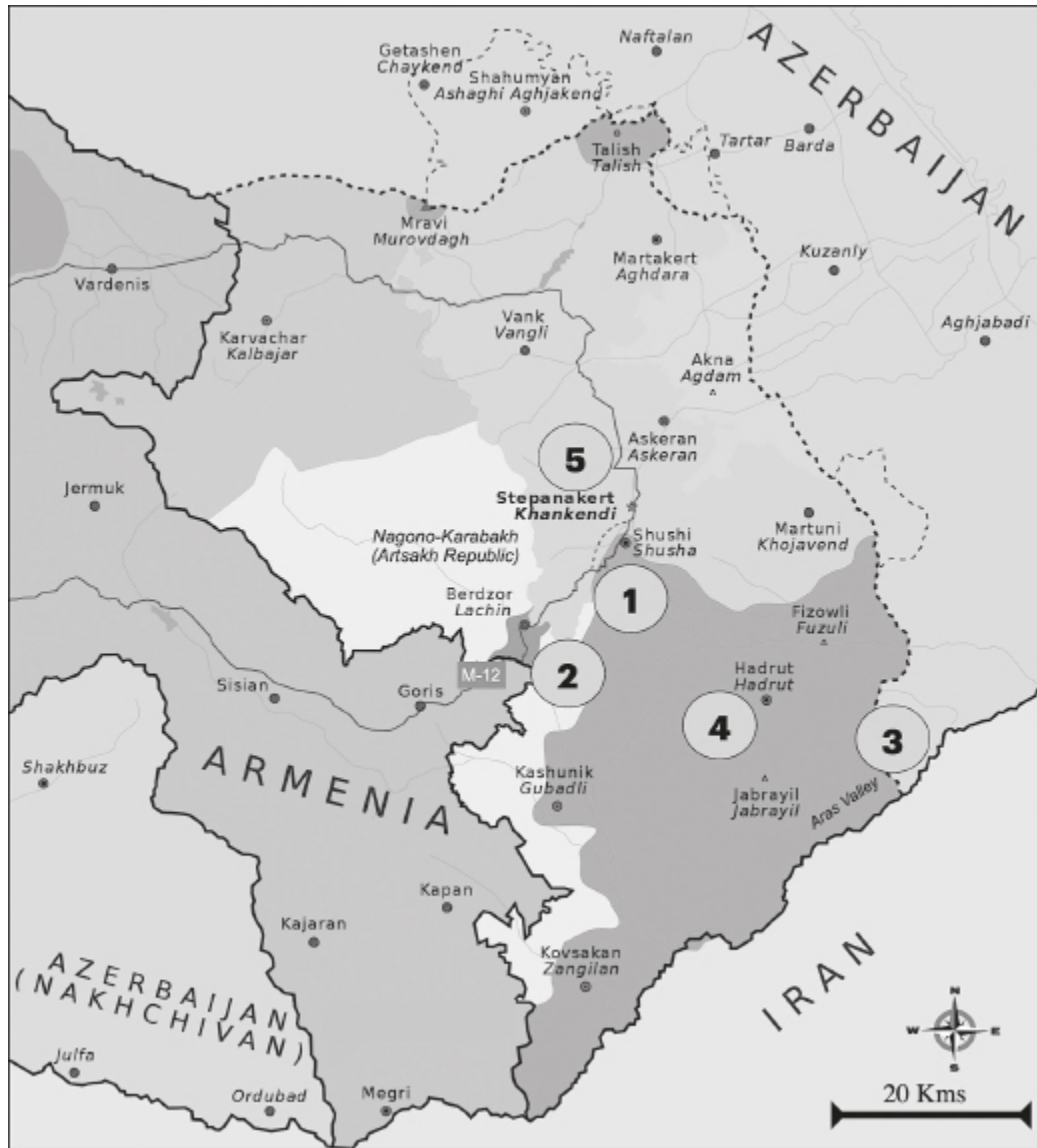 AZERBAIJAN
Naftalan
Getashen
Chaykend
Shahumyan
Ashaghi Aghjakend
Talish
Talish
Tartar
Barda
Mravi
Murovdagh
Martakert
Aghdara
Kuzanly
Vardenis
Karvachar
Kalbajar
Vank
Vangli
Aghjabadi
Akna
Agdam
Askeran
Askeran
5
Jermuk
Stepanakert
Khankendi
Martuni
Khojavend
Nagono-Karabakh
(Artsakh Republic)
Shushi
Shusha
1
Berdzor
Lachin
Fizowli
Fuzuli
M-12
2
Hadrut
Hadrut
Sisian
Goris
4
3
ARMENIA
Shakhbuz
Kashunik
Gubadli
Jabrayil
Jabrayil
Aras Valley
Kapan
Kajaran
Kovsakan
Zangilan
IRAN
AZERBAIJAN
(NAKHCHIVAN)
N
W
E
S
Julfa
Ordubad
Megri
20 Kms